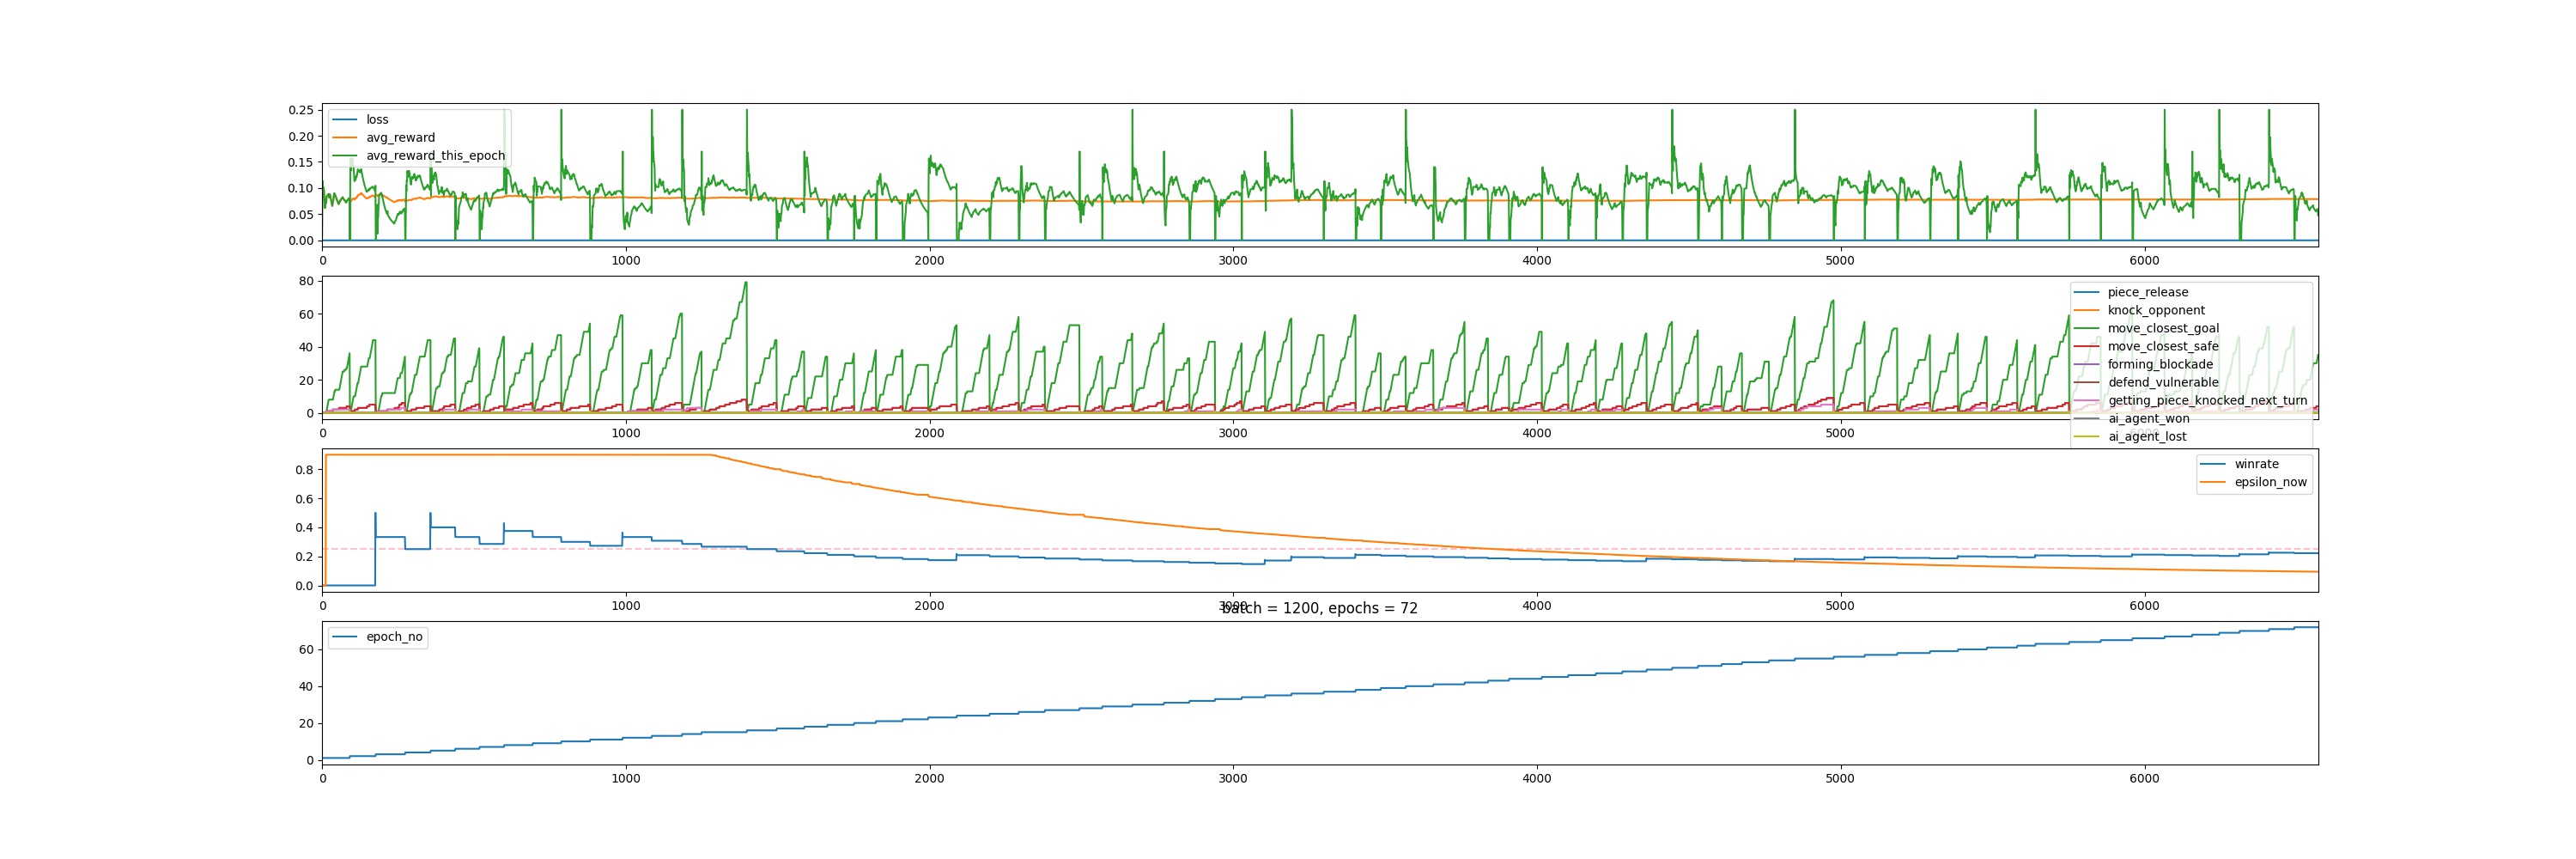 0.25
0.20
0.15
0.10
0.05
0.00
loss
avg_reward
avg_reward_this_epoch
0 1000 2000 3000 4000 5000 6000
80
60
40
20
0
piece_release
knock_opponent
move_closest_goal
move_closest_safe
forming_blockade
defend_vulnerable
getting_piece_knocked_next_turn
ai_agent_won
ai_agent_lost
0 1000 2000 3000 4000 5000 6000
0.8
0.6
0.4
0.2
0.0
winrate
epsilon_now
0 1000 2000 3000 4000 5000 6000
batch = 1200, epochs = 72
60
40
20
0
epoch_no
0 1000 2000 3000 4000 5000 6000